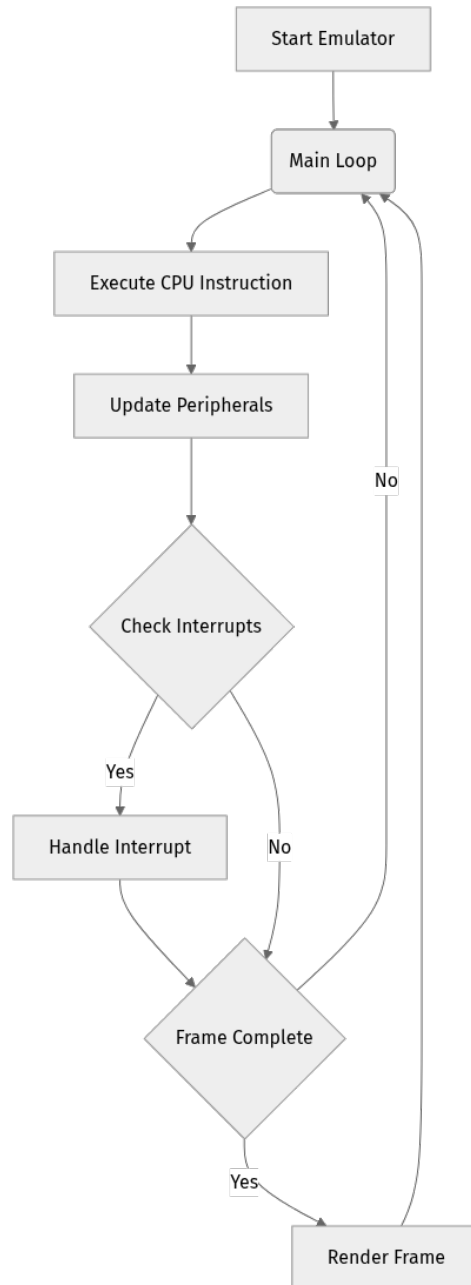 Start Emulator
Main Loop
Execute CPU Instruction
Update Peripherals
No
Check Interrupts
Yes
Handle Interrupt
No
Frame Complete
Yes
Render Frame